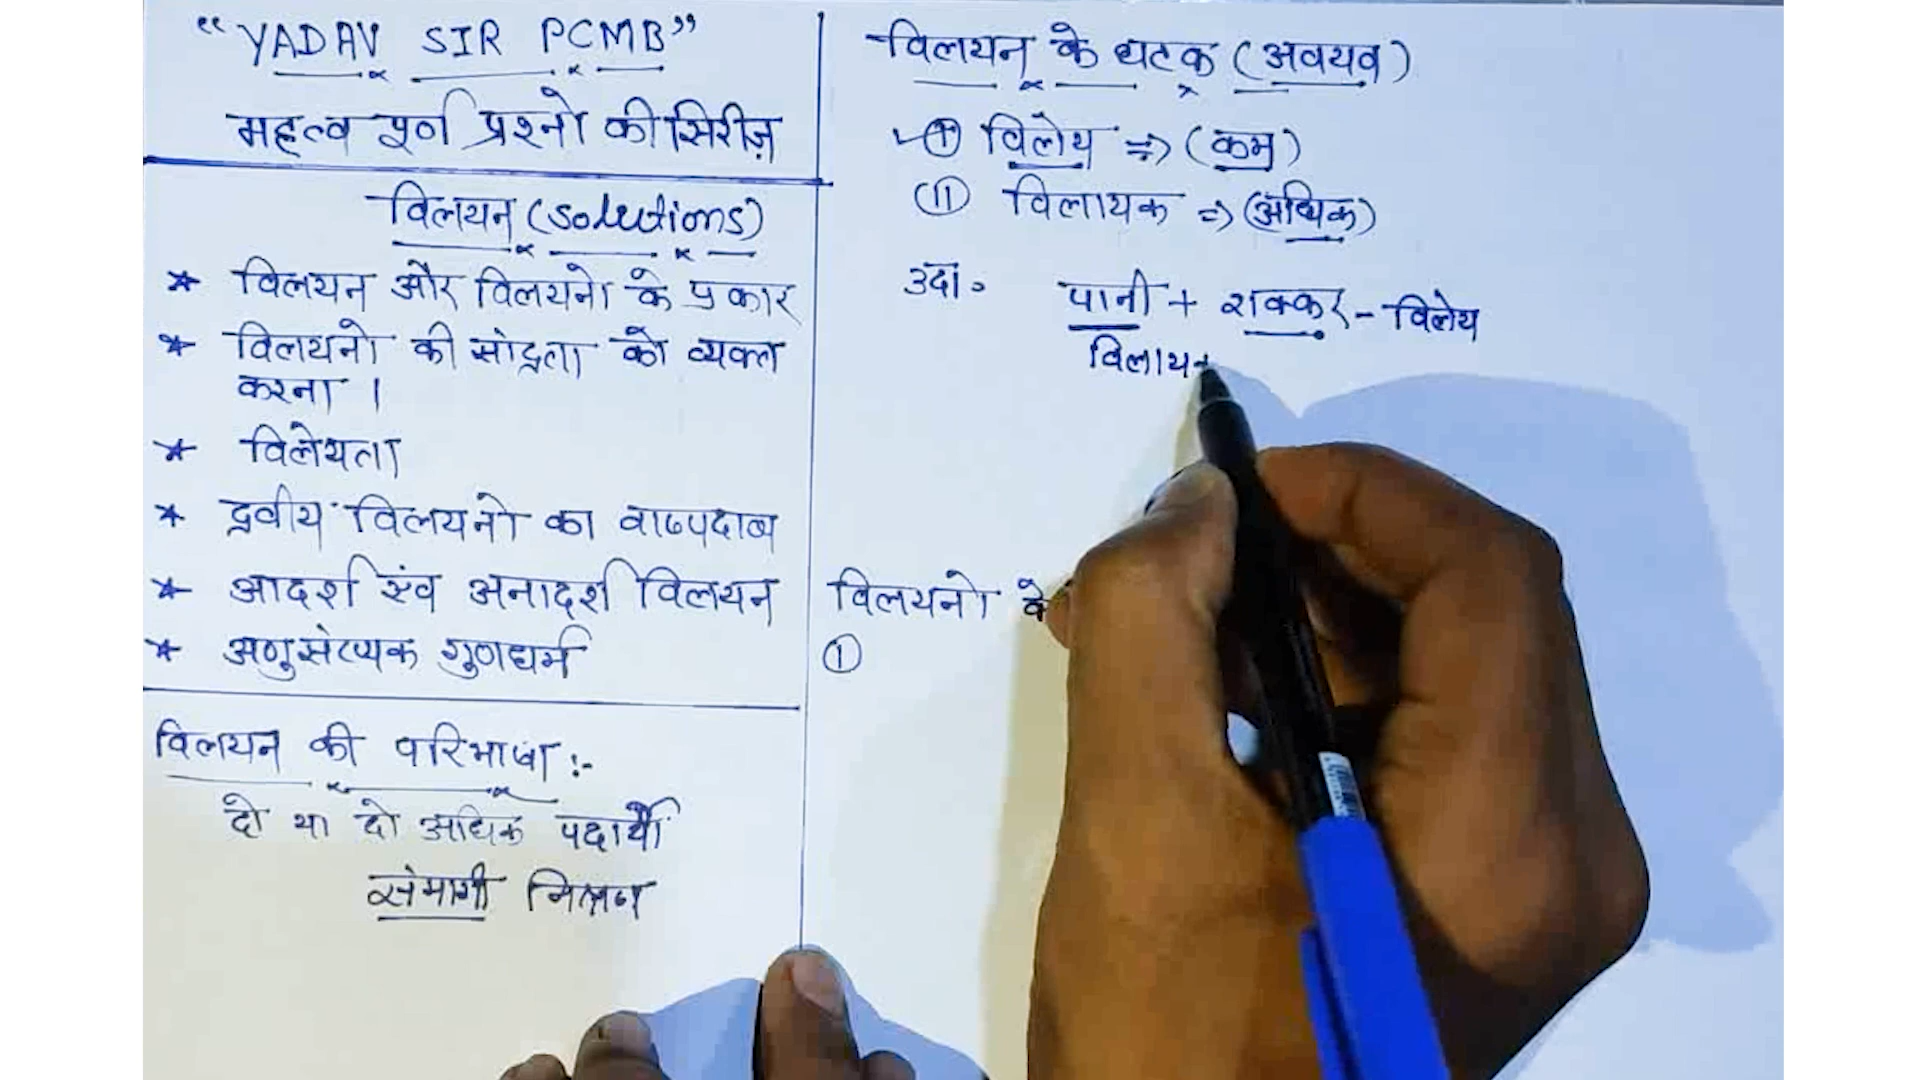 “YADAV SIR PCMB”
महत्व पूर्ण प्रश्नो की सिरीज़
विलयन (Solutions)
* विलयन और विलयनो के प्रकार
* विलयनो की सांद्रता को व्यक्त
करना ।
* विलेयता
* द्रवीय विलयनो का वाष्पदाब
* आदर्श एंव अनादर्श विलयन
* अणुसंख्यक गुणधर्म
विलयन की परिभाषा :-
दो या दो अधिक पदार्थो
संमागी मिश्रण
विलयन के घटक (अवयव)
(I) विलेय => (कम)
(II) विलायक => (अधिक)
उदा०
पानी + शक्कर - विलेय
विलाय
विलयनो के
(1)